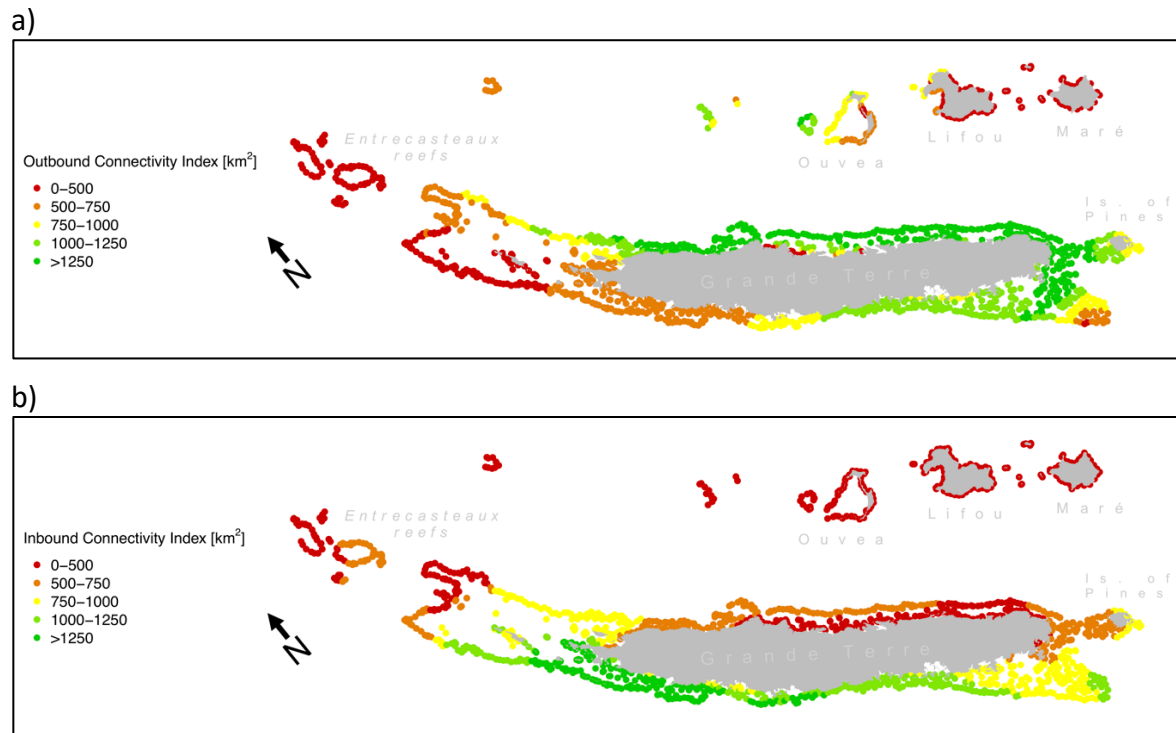 a)
Entrecasteaux
reefs
Outbound Connectivity Index [km²]
0–500
500–750
750–1000
1000–1250
>1250
N
Ouvea
Lifou
Maré
Is. of
Pines
Grande Terre
b)
Entrecasteaux
reefs
Inbound Connectivity Index [km²]
0–500
500–750
750–1000
1000–1250
>1250
N
Ouvea
Lifou
Maré
Is. of
Pines
Grande Terre